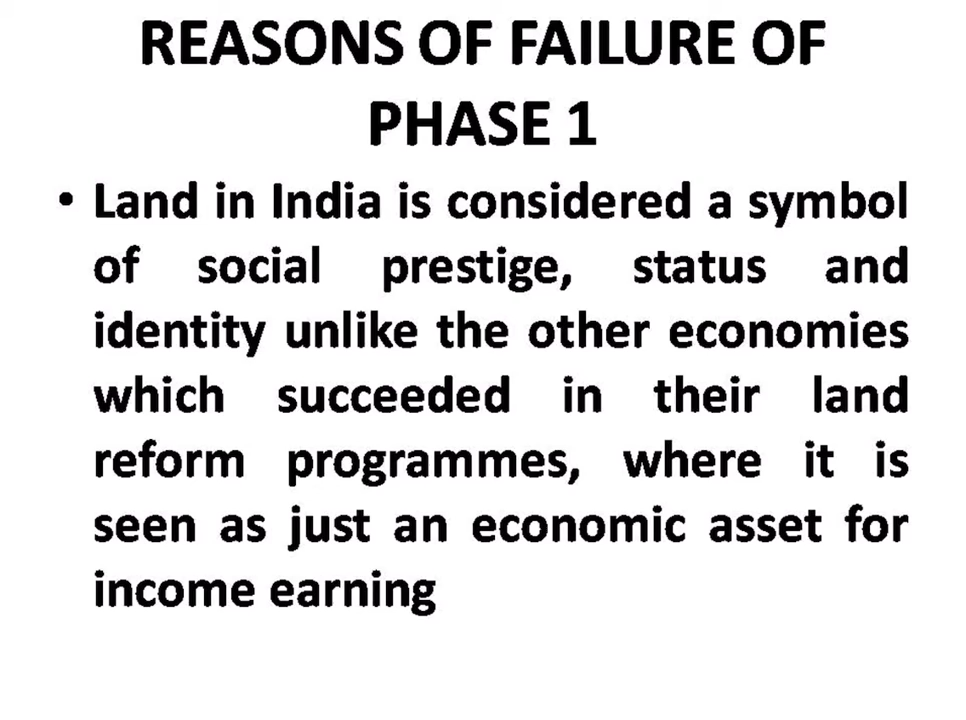 REASONS OF FAILURE OF
PHASE 1
• Land in India is considered a symbol
of social prestige, status and
identity unlike the other economies
which succeeded in their land
reform programmes, where it is
seen as just an economic asset for
income earning